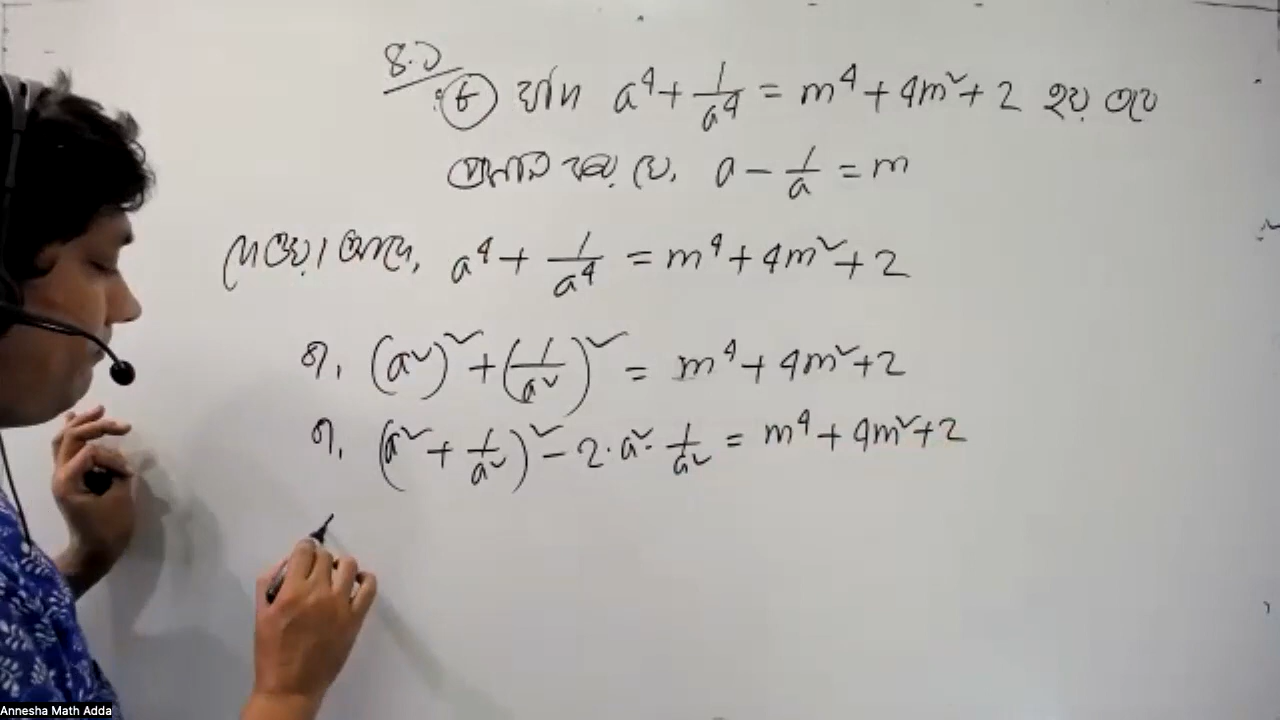 ৪.১
৮ যদি a⁴ + 1/a⁴ = m⁴ + 4m² + 2 হয় তবে
প্রমাণ কর যে, a - 1/a = m
দেওয়া আছে, a⁴ + 1/a⁴ = m⁴ + 4m² + 2
বা, (a²)² + (1/a²)² = m⁴ + 4m² + 2
বা, (a² + 1/a²)² - 2·a²·1/a² = m⁴ + 4m² + 2
Annesha Math Adda